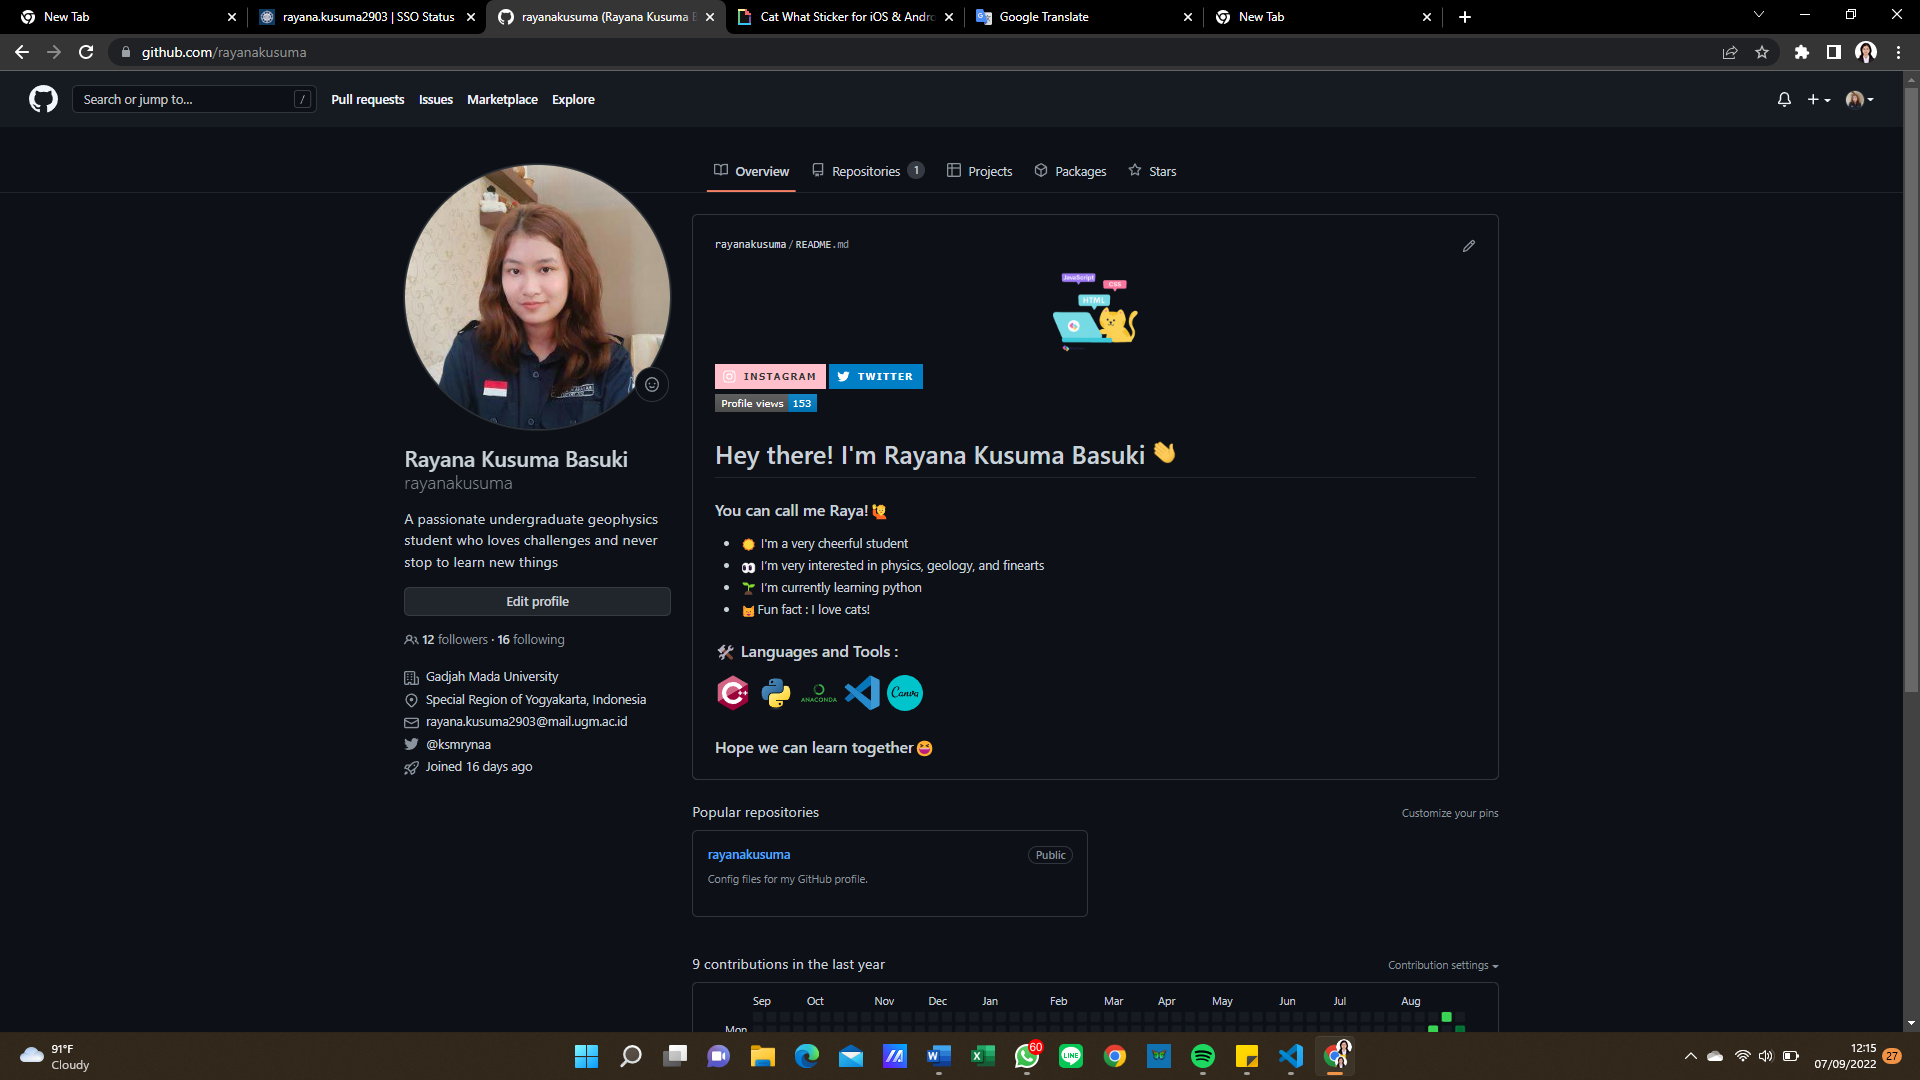 New Tab
rayana.kusuma2903 | SSO Status
rayanakusuma (Rayana Kusuma B
Cat What Sticker for iOS & Andro
Google Translate
New Tab
github.com/rayanakusuma
Search or jump to...
/
Pull requests
Issues
Marketplace
Explore
Overview
Repositories 1
Projects
Packages
Stars
Rayana Kusuma Basuki
rayanakusuma
A passionate undergraduate geophysics
student who loves challenges and never
stop to learn new things
Edit profile
12 followers · 16 following
Gadjah Mada University
Special Region of Yogyakarta, Indonesia
rayana.kusuma2903@mail.ugm.ac.id
@ksmrynaa
Joined 16 days ago
rayanakusuma/README.md
JavaScript
CSS
HTML
INSTAGRAM
TWITTER
Profile views 153
Hey there! I'm Rayana Kusuma Basuki 👋
You can call me Raya!🙋
🌞 I'm a very cheerful student
👀 I'm very interested in physics, geology, and finearts
🌱 I'm currently learning python
😺 Fun fact : I love cats!
🛠 Languages and Tools :
C++
ANACONDA
Canva
Hope we can learn together😆
Popular repositories
Customize your pins
rayanakusuma
Public
Config files for my GitHub profile.
9 contributions in the last year
Contribution settings
Sep Oct Nov Dec Jan Feb Mar Apr May Jun Jul Aug
Mon
91°F
Cloudy
W
X
60
LINE
12:15
07/09/2022
27